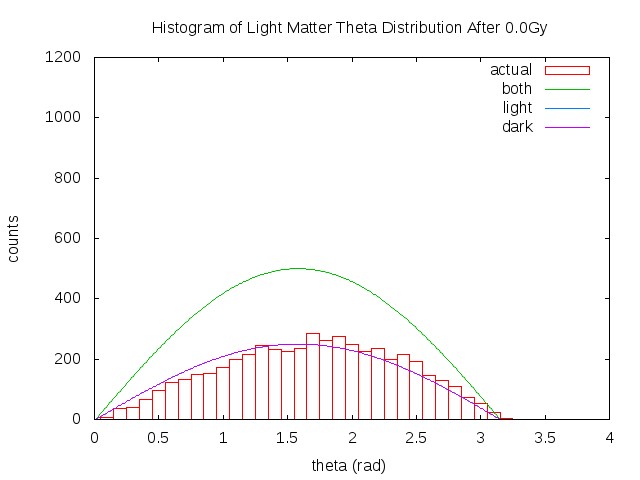 Histogram of Light Matter Theta Distribution After 0.0Gy
1200
1000
800
600
400
200
0
counts
actual
both
light
dark
0 0.5 1 1.5 2 2.5 3 3.5 4
theta (rad)